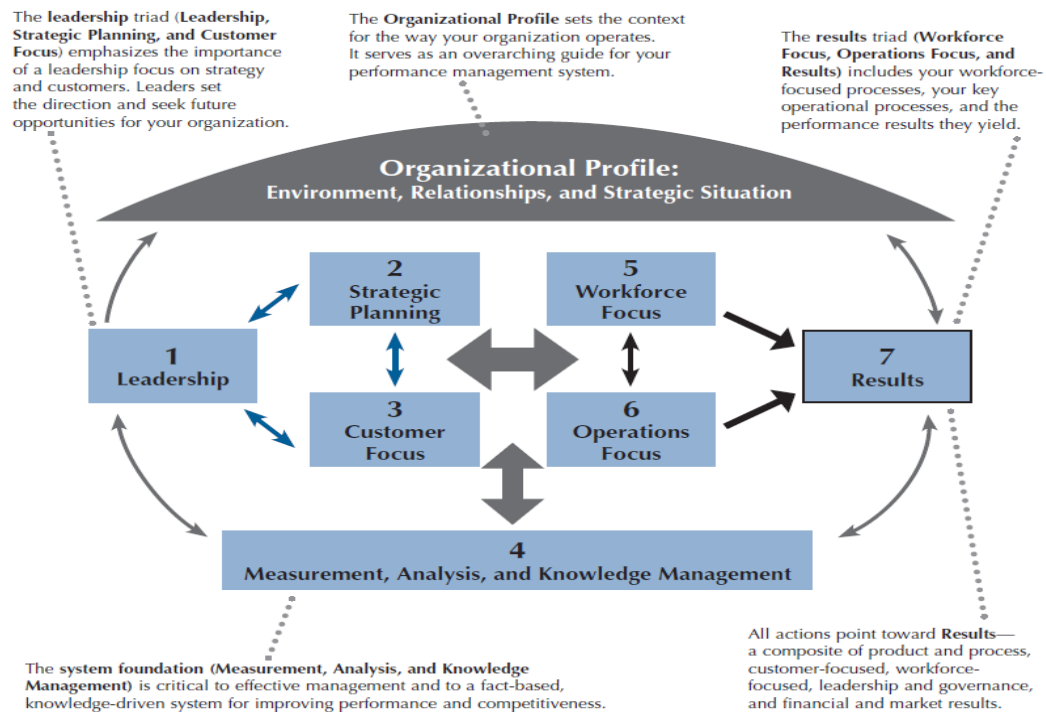 The leadership triad (Leadership,
Strategic Planning, and Customer
Focus) emphasizes the importance
of a leadership focus on strategy
and customers. Leaders set
the direction and seek future
opportunities for your organization.
The Organizational Profile sets the context
for the way your organization operates.
It serves as an overarching guide for your
performance management system.
The results triad (Workforce
Focus, Operations Focus, and
Results) includes your workforce-
focused processes, your key
operational processes, and the
performance results they yield.
Organizational Profile:
Environment, Relationships, and Strategic Situation
1
Leadership
2
Strategic
Planning
3
Customer
Focus
5
Workforce
Focus
6
Operations
Focus
7
Results
4
Measurement, Analysis, and Knowledge Management
The system foundation (Measurement, Analysis, and Knowledge
Management) is critical to effective management and to a fact-based,
knowledge-driven system for improving performance and competitiveness.
All actions point toward Results—
a composite of product and process,
customer-focused, workforce-
focused, leadership and governance,
and financial and market results.